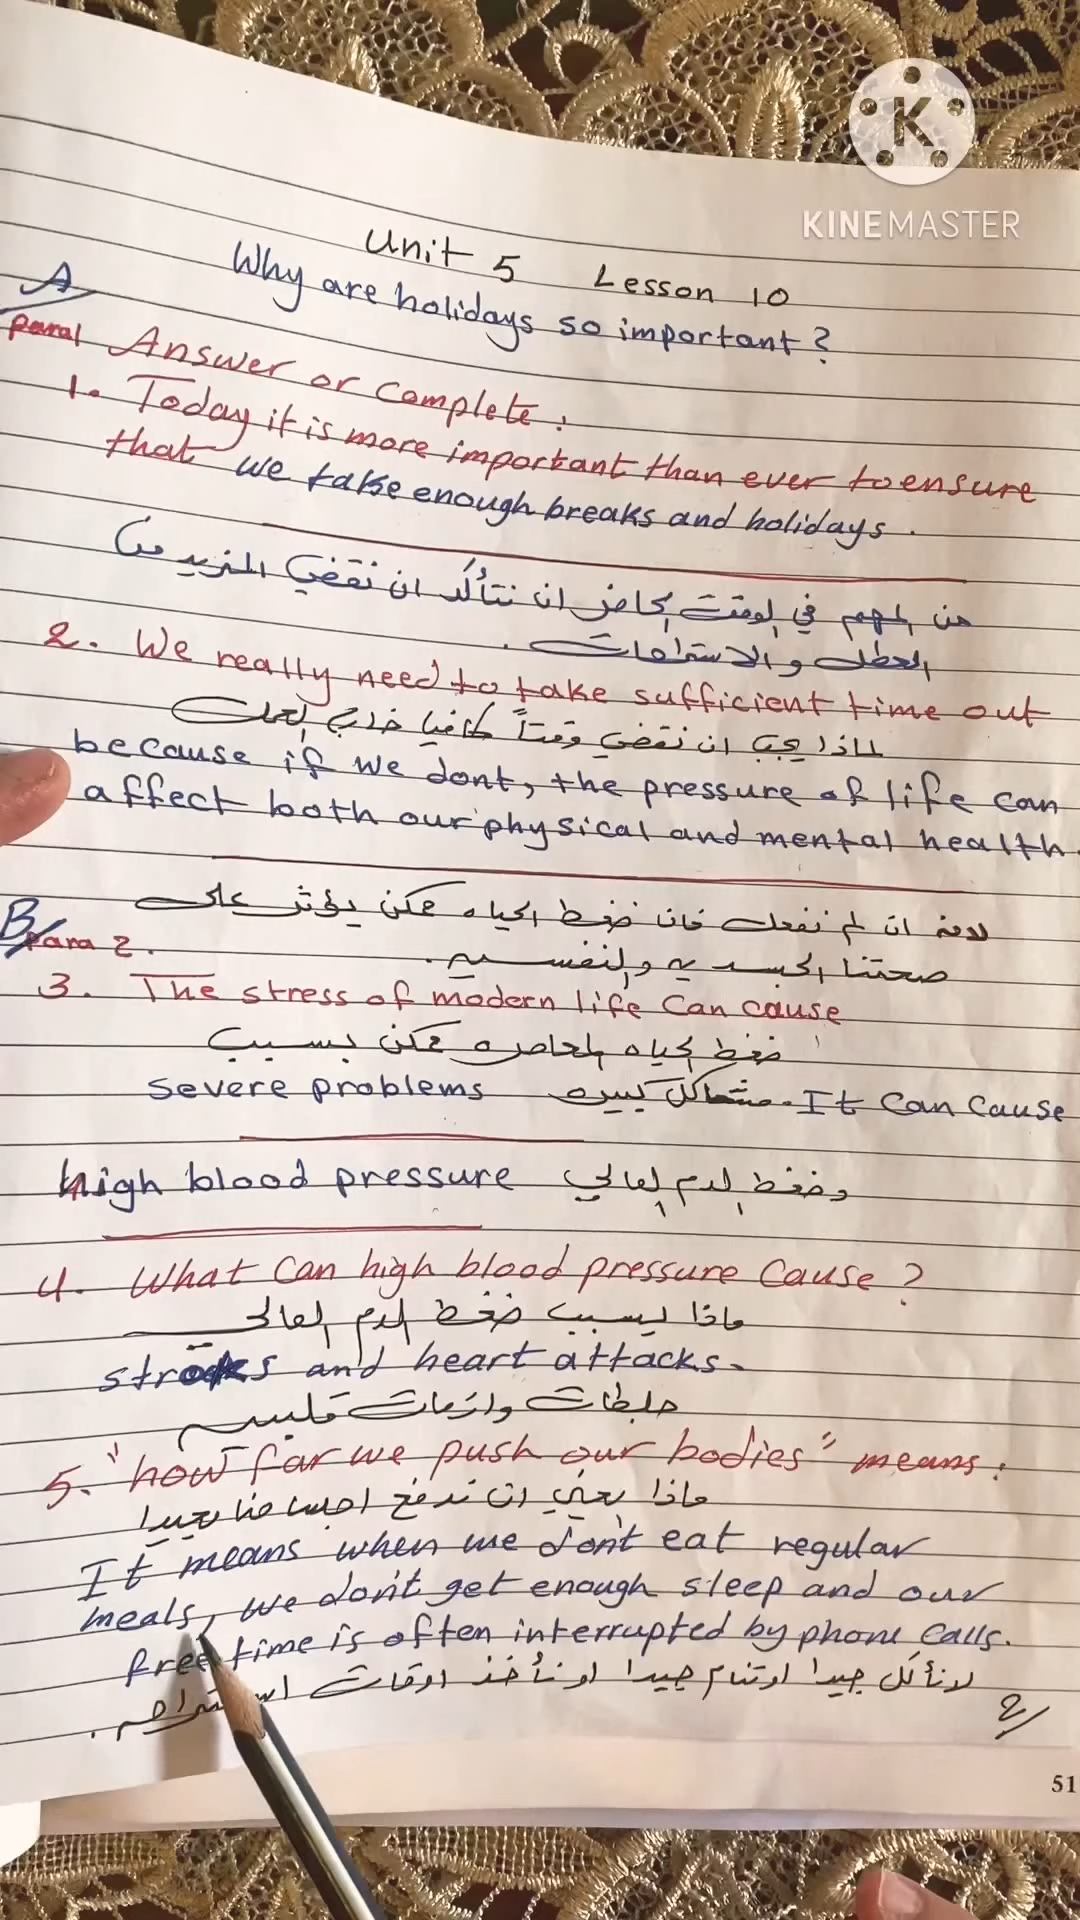 KINEMASTER
Unit 5 Lesson 10
Why are holidays so important?
A
para1 Answer or complete:
1. Today it is more important than ever to ensure
that we take enough breaks and holidays.
من المهم في الوقت الحاضر ان نتأكد ان نقضي المزيد من
العطل والاستراحات.
2. We really need to take sufficient time out
لماذا يجب ان نقضي وقتاً كافيا خارج العمل
because if we dont, the pressure of life can
affect both our physical and mental health.
لانه ان لم نفعل فان ضغط الحياه ممكن يؤثر على
B
para 2.
صحتنا الجسديه والنفسيه.
3. The stress of modern life can cause
ضغط الحياه المعاصره ممكن يسبب
severe problems مشاكل كبيره. It can cause
high blood pressure وضغط الدم العالي
4. What can high blood pressure cause?
ماذا يسبب ضغط الدم العالي
strokes and heart attacks.
جلطات وازمات قلبيه
5. "how far we push our bodies" means:
ماذا يعني ان ندفع اجسامنا بعيدا
It means when we don't eat regular
meals, we don't get enough sleep and our
free time is often interrupted by phone calls.
لانأكل جيدا اوننام جيدا او نأخذ اوقات استراحه.
2/
51